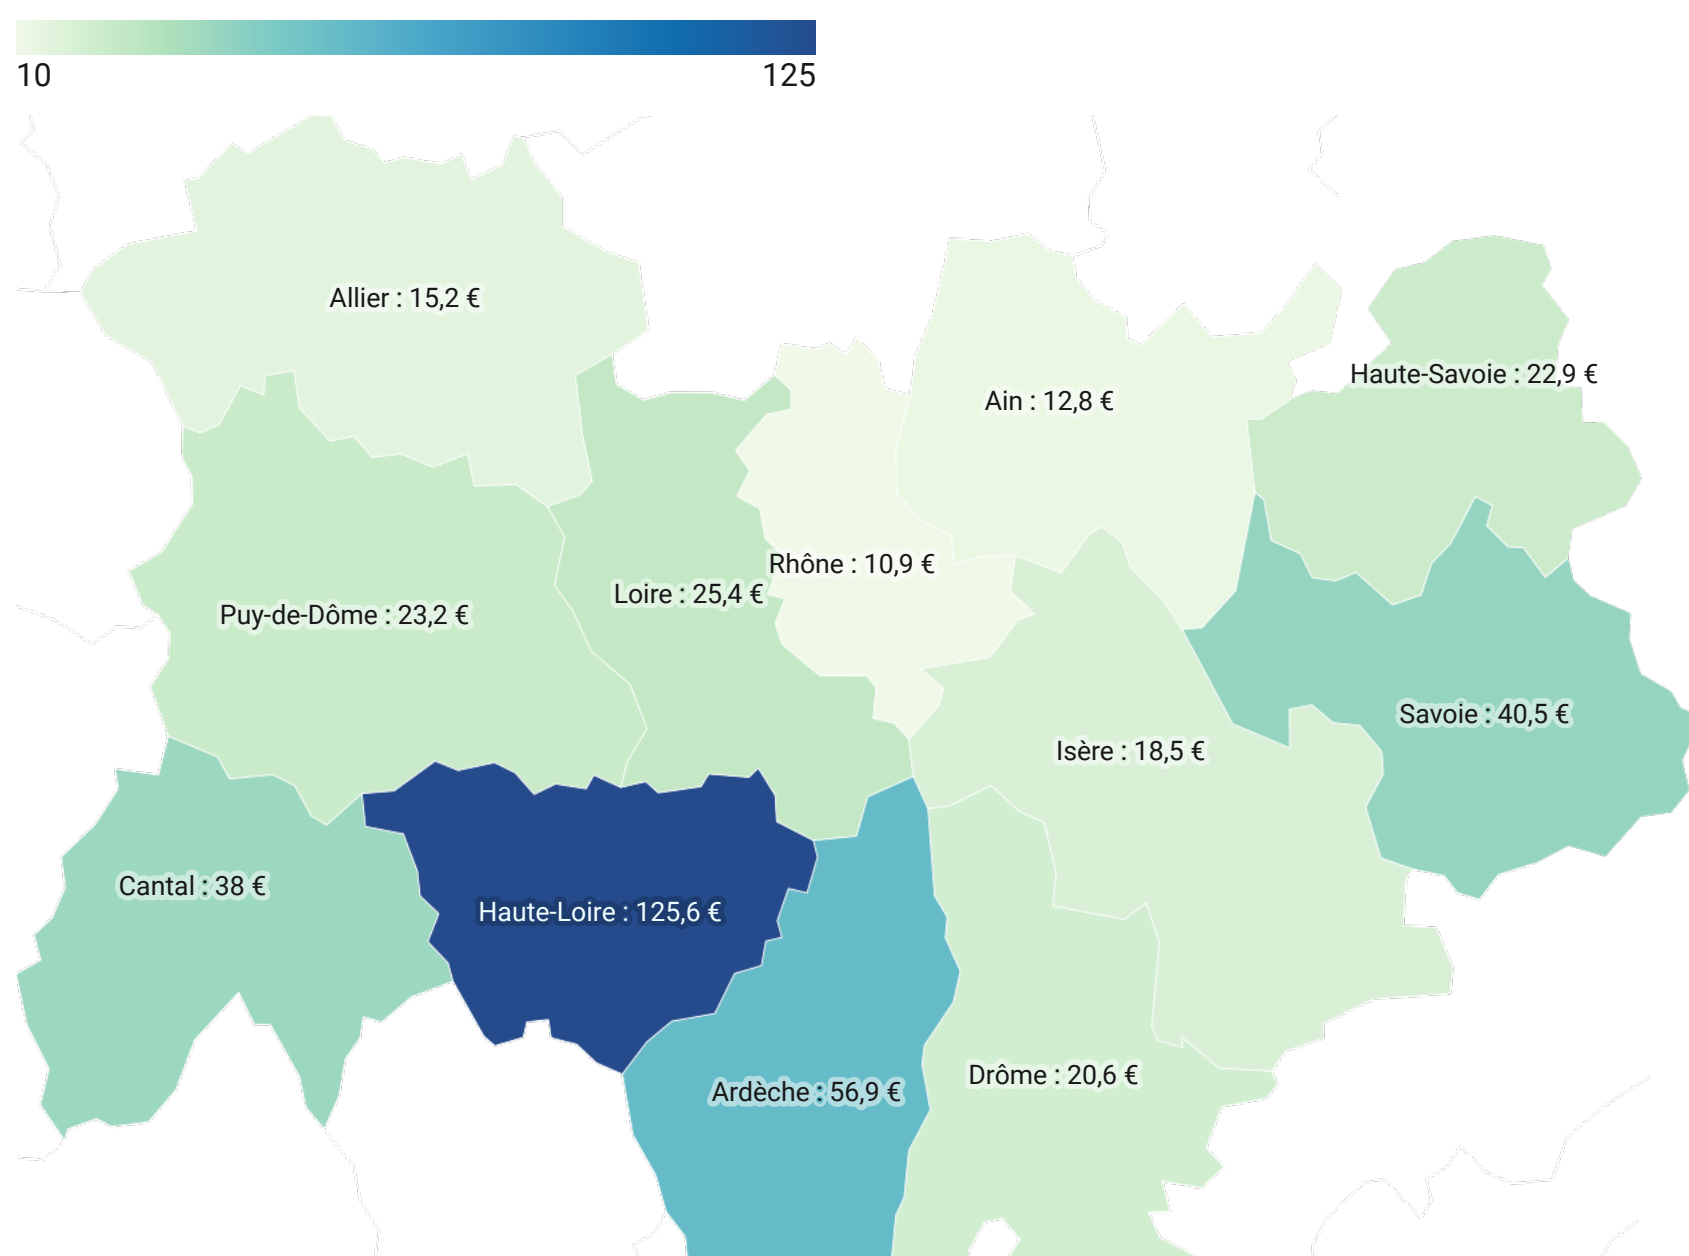 10
125
Allier : 15,2 €
Haute-Savoie : 22,9 €
Ain : 12,8 €
Rhône : 10,9 €
Loire : 25,4 €
Puy-de-Dôme : 23,2 €
Savoie : 40,5 €
Isère : 18,5 €
Cantal : 38 €
Haute-Loire : 125,6 €
Drôme : 20,6 €
Ardèche : 56,9 €